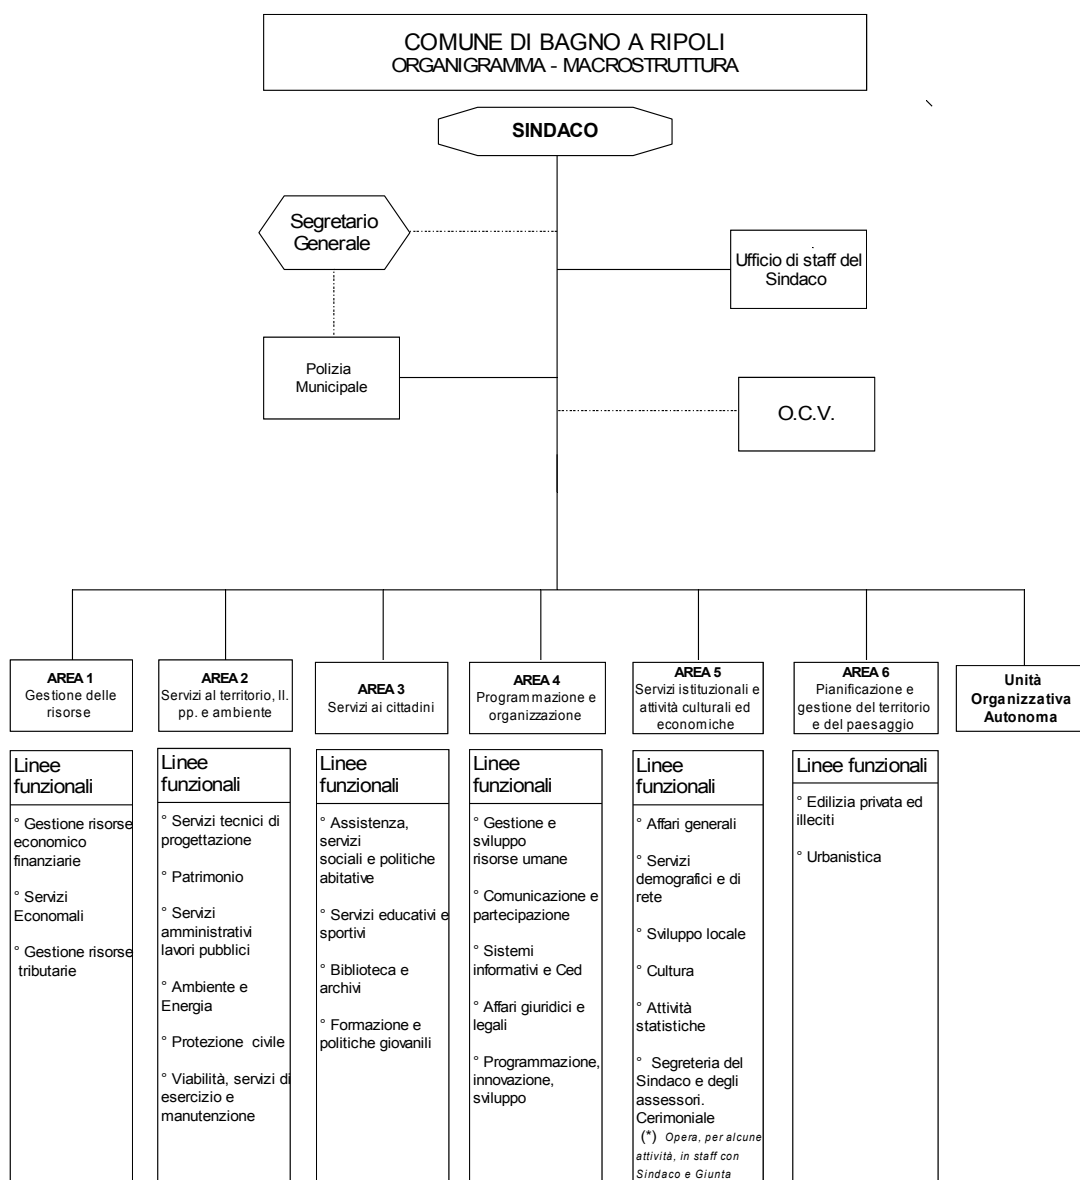 COMUNE DI BAGNO A RIPOLI
ORGANIGRAMMA - MACROSTRUTTURA
SINDACO
Segretario
Generale
Ufficio di staff del
Sindaco
Polizia
Municipale
O.C.V.
AREA 1
Gestione delle
risorse
AREA 2
Servizi al territorio, ll.
pp. e ambiente
AREA 3
Servizi ai cittadini
AREA 4
Programmazione e
organizzazione
AREA 5
Servizi istituzionali e
attività culturali ed
economiche
AREA 6
Pianificazione e
gestione del territorio
e del paesaggio
Unità
Organizzativa
Autonoma
Linee
funzionali
° Gestione risorse
economico
finanziarie
° Servizi
Economali
° Gestione risorse
tributarie
Linee
funzionali
° Servizi tecnici di
progettazione
° Patrimonio
° Servizi
amministrativi
lavori pubblici
° Ambiente e
Energia
° Protezione civile
° Viabilità, servizi di
esercizio e
manutenzione
Linee
funzionali
° Assistenza,
servizi
sociali e politiche
abitative
° Servizi educativi e
sportivi
° Biblioteca e
archivi
° Formazione e
politiche giovanili
Linee
funzionali
° Gestione e
sviluppo
risorse umane
° Comunicazione e
partecipazione
° Sistemi
informativi e Ced
° Affari giuridici e
legali
° Programmazione,
innovazione,
sviluppo
Linee
funzionali
° Affari generali
° Servizi
demografici e di
rete
° Sviluppo locale
° Cultura
° Attività
statistiche
° Segreteria del
Sindaco e degli
assessori.
Cerimoniale
(*) Opera, per alcune
attività, in staff con
Sindaco e Giunta
Linee funzionali
° Edilizia privata ed
illeciti
° Urbanistica